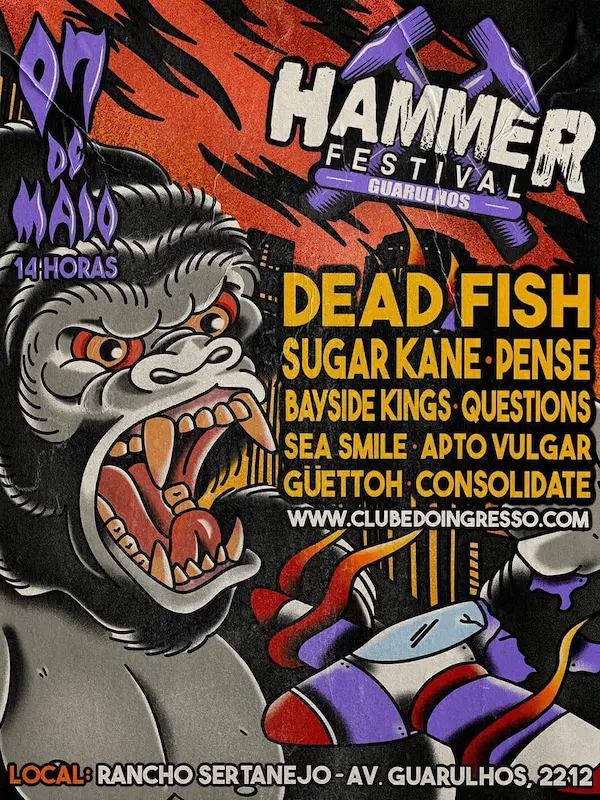 07
DE
MAIO
14 HORAS
HAMMER
FESTIVAL
GUARULHOS
DEAD FISH
SUGAR KANE · PENSE
BAYSIDE KINGS · QUESTIONS
SEA SMILE · APTO VULGAR
GÜETTOH · CONSOLIDATE
WWW.CLUBEDOINGRESSO.COM
LOCAL: RANCHO SERTANEJO - AV. GUARULHOS, 2212